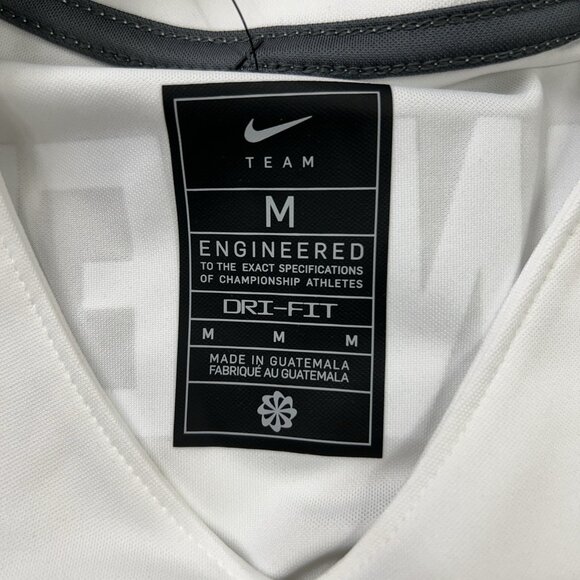 TEAM
M
ENGINEERED
TO THE EXACT SPECIFICATIONS
OF CHAMPIONSHIP ATHLETES
DRI-FIT
M M M
MADE IN GUATEMALA
FABRIQUÉ AU GUATEMALA